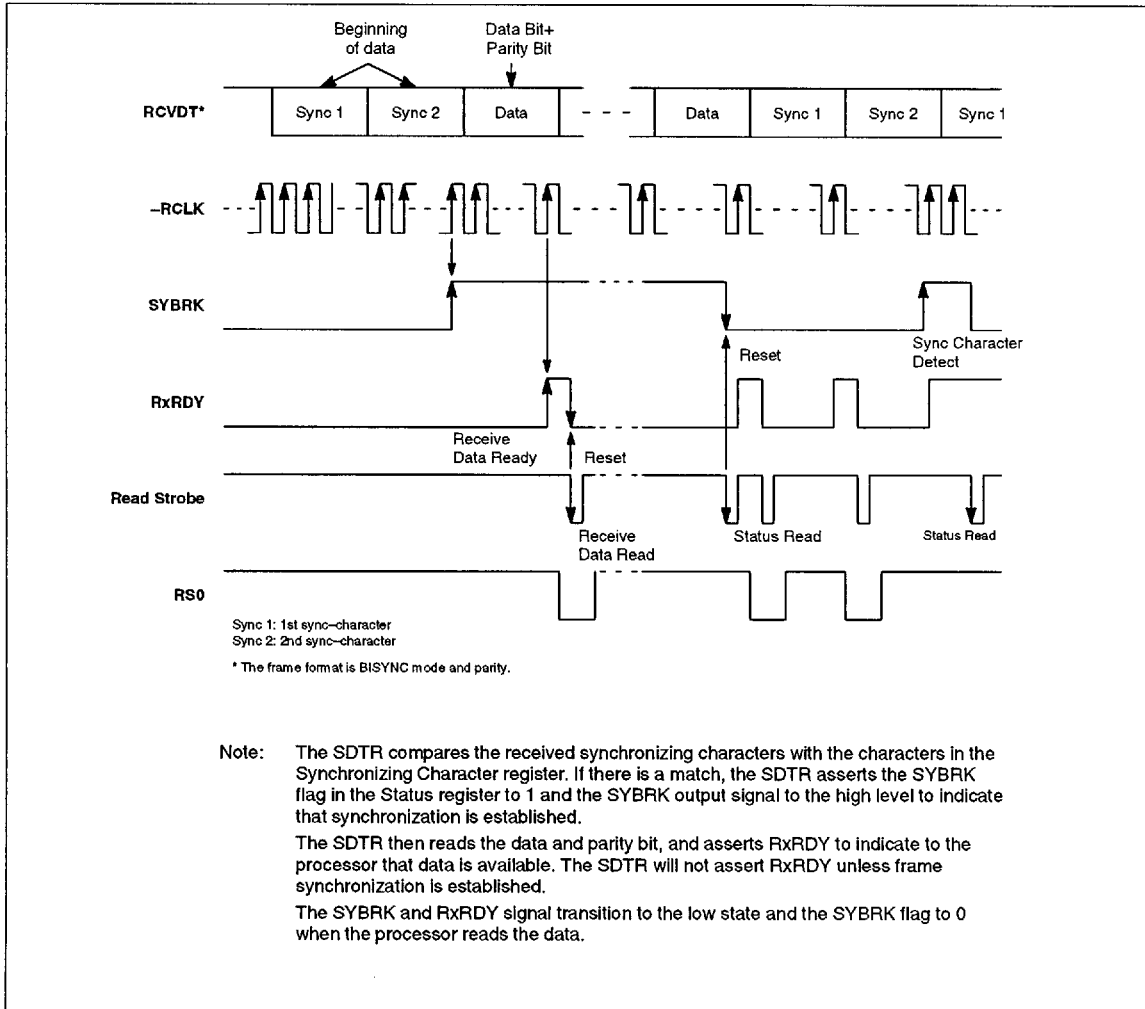 Beginning
of data
Data Bit+
Parity Bit
RCVDT*
Sync 1
Sync 2
Data
Data
Sync 1
Sync 2
Sync 1
–RCLK
SYBRK
Reset
Sync Character
Detect
RxRDY
Receive
Data Ready
Reset
Read Strobe
Receive
Data Read
Status Read
Status Read
RS0
Sync 1: 1st sync–character
Sync 2: 2nd sync–character
* The frame format is BISYNC mode and parity.
Note: The SDTR compares the received synchronizing characters with the characters in the
Synchronizing Character register. If there is a match, the SDTR asserts the SYBRK
flag in the Status register to 1 and the SYBRK output signal to the high level to indicate
that synchronization is established.
The SDTR then reads the data and parity bit, and asserts RxRDY to indicate to the
processor that data is available. The SDTR will not assert RxRDY unless frame
synchronization is established.
The SYBRK and RxRDY signal transition to the low state and the SYBRK flag to 0
when the processor reads the data.